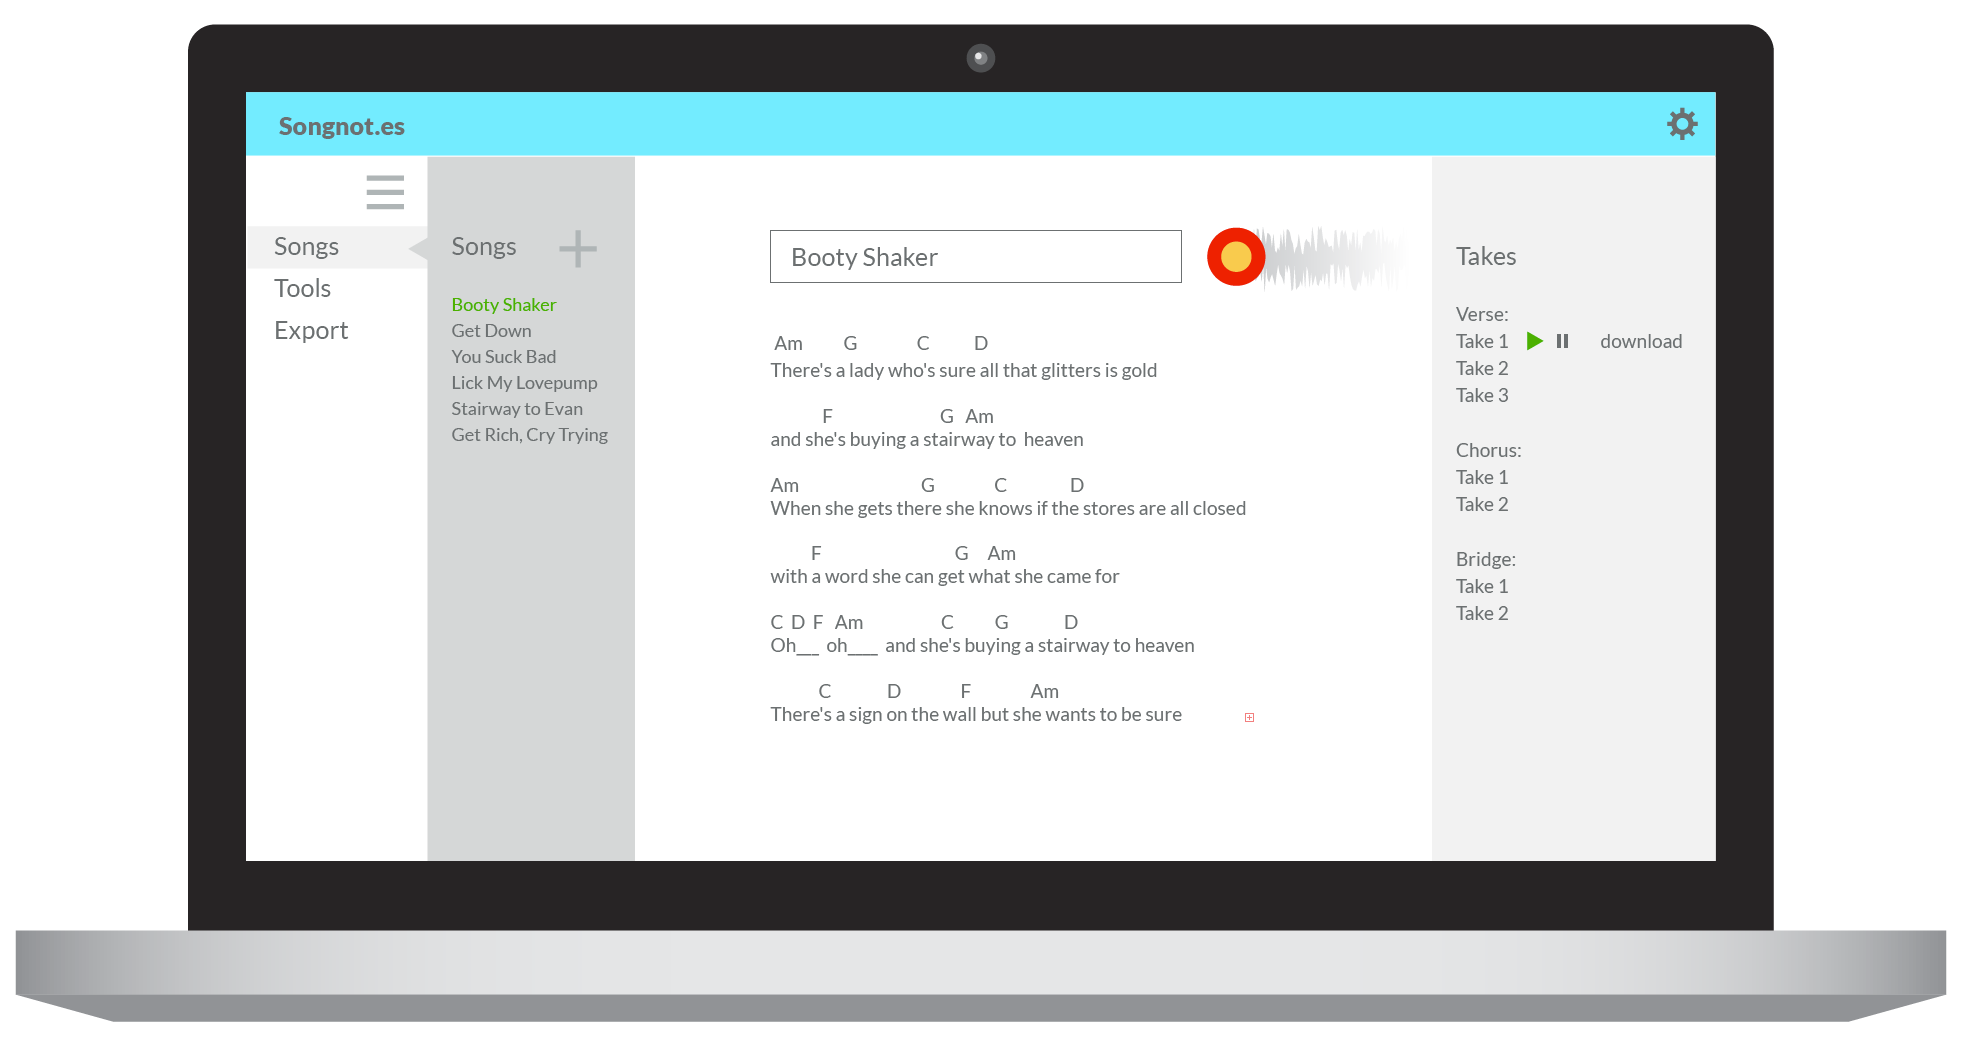 Songnot.es
Songs
Tools
Export
Songs
Booty Shaker
Get Down
You Suck Bad
Lick My Lovepump
Stairway to Evan
Get Rich, Cry Trying
Booty Shaker
Am G C D
There's a lady who's sure all that glitters is gold
F G Am
and she's buying a stairway to heaven
Am G C D
When she gets there she knows if the stores are all closed
F G Am
with a word she can get what she came for
C D F Am C G D
Oh___ oh____ and she's buying a stairway to heaven
C D F Am
There's a sign on the wall but she wants to be sure
Takes
Verse:
Take 1 download
Take 2
Take 3
Chorus:
Take 1
Take 2
Bridge:
Take 1
Take 2